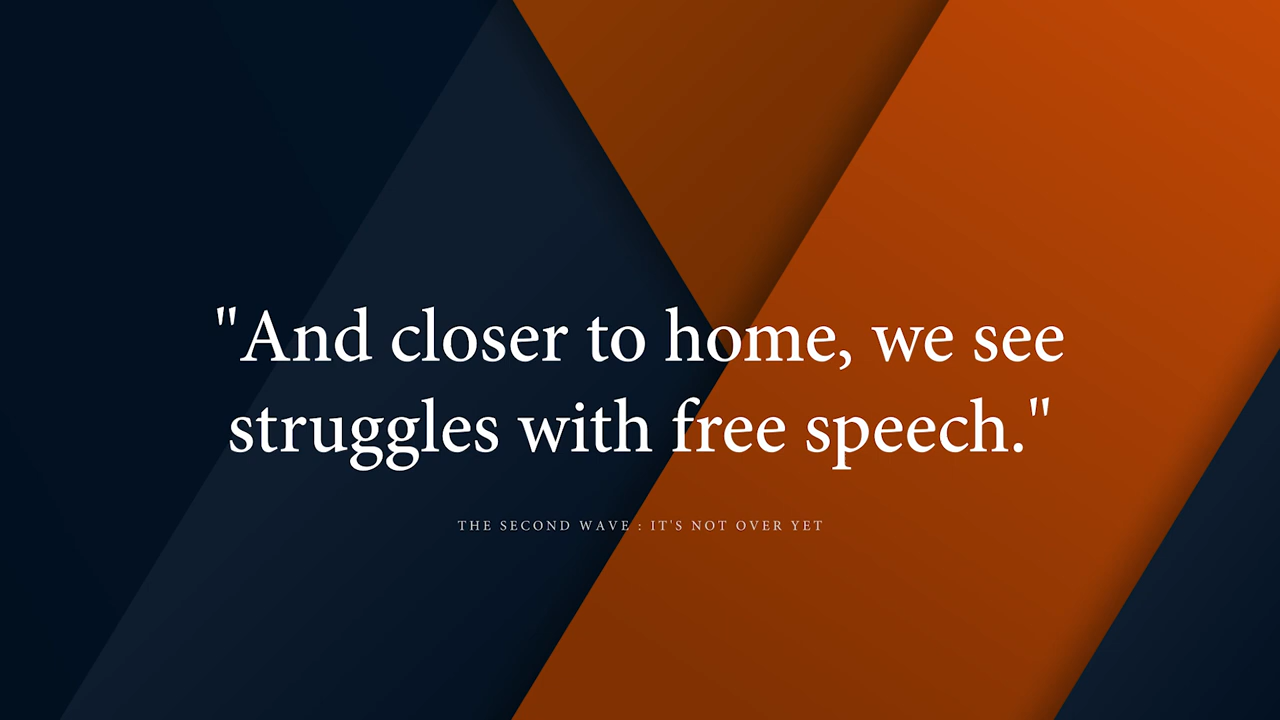 "And closer to home, we see
struggles with free speech."
THE SECOND WAVE : IT'S NOT OVER YET